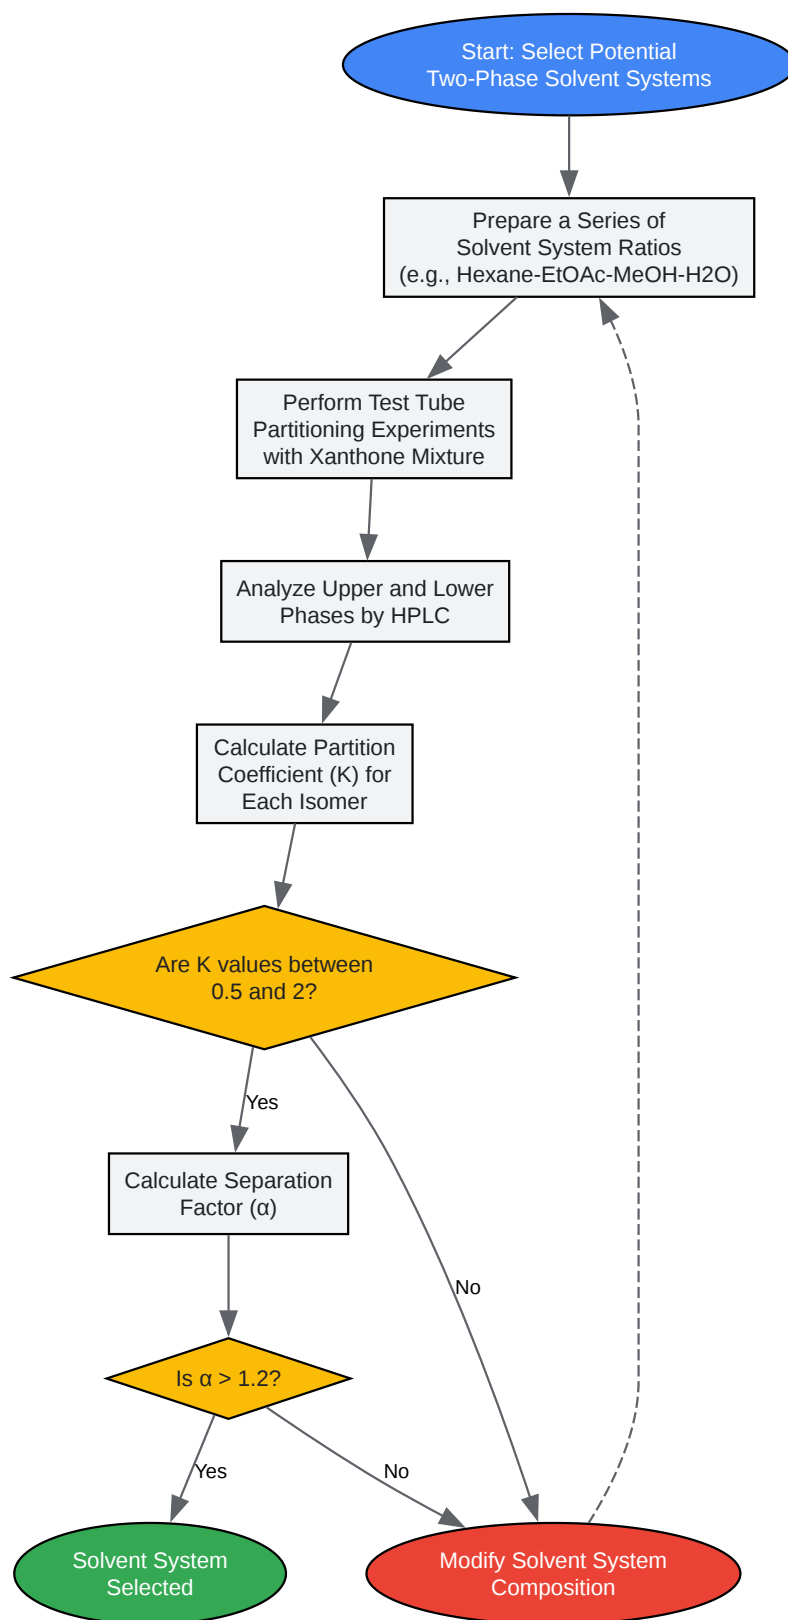 Start: Select Potential
Two-Phase Solvent Systems
Prepare a Series of
Solvent System Ratios
(e.g., Hexane-EtOAc-MeOH-H2O)
Perform Test Tube
Partitioning Experiments
with Xanthone Mixture
Analyze Upper and Lower
Phases by HPLC
Calculate Partition
Coefficient (K) for
Each Isomer
Are K values between
0.5 and 2?
Yes
Calculate Separation
Factor (α)
No
Is α > 1.2?
Yes
No
Solvent System
Selected
Modify Solvent System
Composition